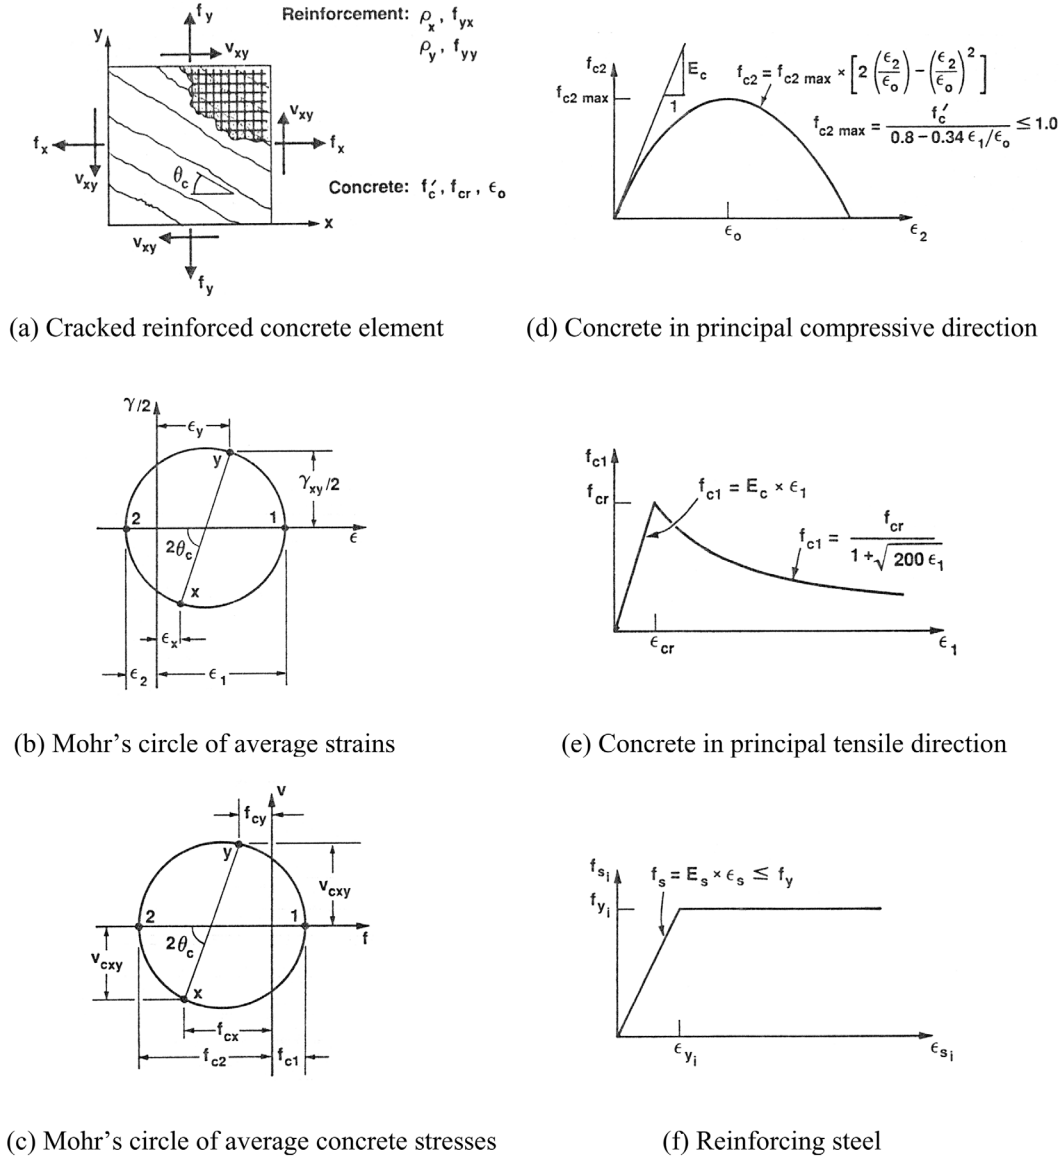 Reinforcement: ρx, fyx
ρy, fyy
fy
vxy
y
vxy
fx
fx
vxy
θc
Concrete: f'c, fcr, ϵo
x
vxy
fy
(a) Cracked reinforced concrete element
fc2
fc2 max
Ec
1
fc2 = fc2 max × [2 (ϵ2/ϵo) − (ϵ2/ϵo)²]
fc2 max = f'c / (0.8 − 0.34 ϵ1/ϵo) ≤ 1.0
ϵo
ϵ2
(d) Concrete in principal compressive direction
γ/2
ϵy
y
γxy/2
2
1
ϵ
2θc
x
ϵx
ϵ2
ϵ1
(b) Mohr’s circle of average strains
fc1
fcr
fc1 = Ec × ϵ1
fc1 = fcr / (1 + √(200 ϵ1))
ϵcr
ϵ1
(e) Concrete in principal tensile direction
v
fcy
y
vcxy
2
1
f
2θc
vcxy
x
fcx
fc2
fc1
(c) Mohr’s circle of average concrete stresses
fsi
fyi
fs = Es × ϵs ≤ fy
ϵyi
ϵsi
(f) Reinforcing steel